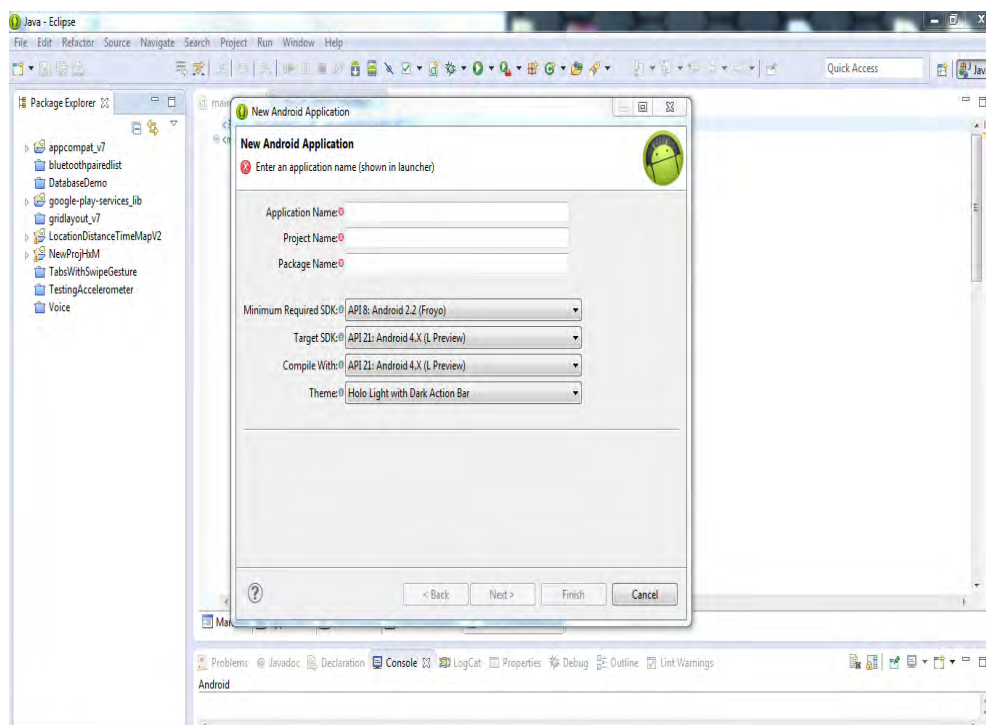 Java - Eclipse
File Edit Refactor Source Navigate Search Project Run Window Help
Quick Access
Jav
Package Explorer
appcompat_v7
bluetoothpairedlist
DatabaseDemo
google-play-services_lib
gridlayout_v7
LocationDistanceTimeMapV2
NewProjHxM
TabsWithSwipeGesture
TestingAccelerometer
Voice
New Android Application
New Android Application
Enter an application name (shown in launcher)
Application Name:
Project Name:
Package Name:
Minimum Required SDK: API 8: Android 2.2 (Froyo)
Target SDK: API 21: Android 4.X (L Preview)
Compile With: API 21: Android 4.X (L Preview)
Theme: Holo Light with Dark Action Bar
< Back Next > Finish Cancel
Problems @ Javadoc Declaration Console LogCat Properties Debug Outline Lint Warnings
Android